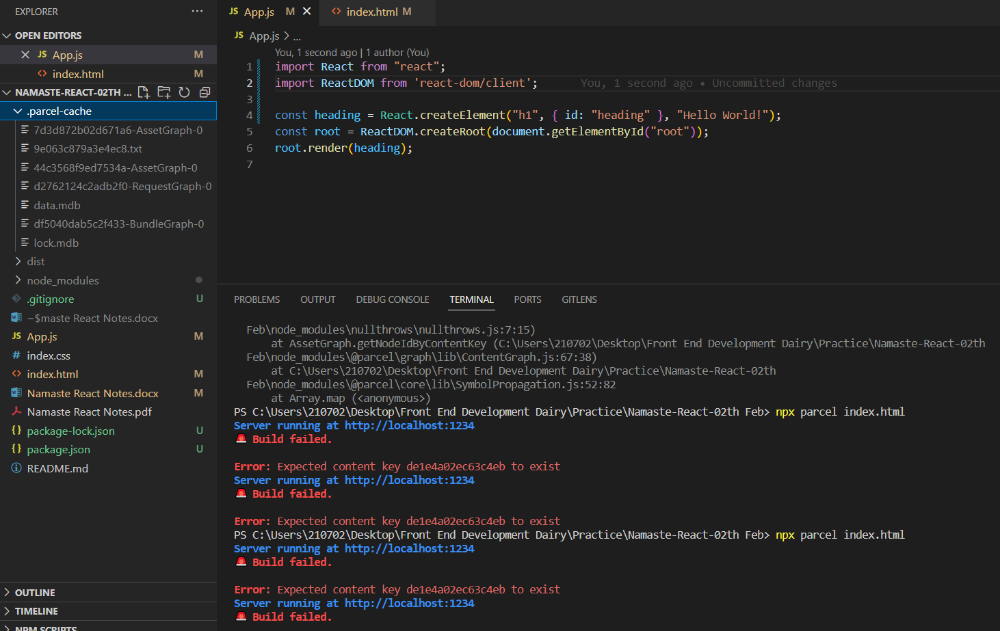 EXPLORER
···
OPEN EDITORS
JS App.js M
<> index.html M
NAMASTE-REACT-02TH ...
.parcel-cache
7d3d872b02d671a6-AssetGraph-0
9e063c879a3e4ec8.txt
44c3568f9ed7534a-AssetGraph-0
d2762124c2adb2f0-RequestGraph-0
data.mdb
df5040dab5c2f433-BundleGraph-0
lock.mdb
dist
node_modules
.gitignore U
~$maste React Notes.docx
JS App.js M
# index.css
<> index.html M
Namaste React Notes.docx M
Namaste React Notes.pdf
{} package-lock.json U
{} package.json U
README.md
OUTLINE
TIMELINE
NPM SCRIPTS
JS App.js M
<> index.html M
JS App.js > ...
You, 1 second ago | 1 author (You)
1 import React from "react";
2 import ReactDOM from 'react-dom/client'; You, 1 second ago • Uncommitted changes
3
4 const heading = React.createElement("h1", { id: "heading" }, "Hello World!");
5 const root = ReactDOM.createRoot(document.getElementById("root"));
6 root.render(heading);
7
PROBLEMS OUTPUT DEBUG CONSOLE TERMINAL PORTS GITLENS
Feb\node_modules\nullthrows\nullthrows.js:7:15)
at AssetGraph.getNodeIdByContentKey (C:\Users\210702\Desktop\Front End Development Dairy\Practice\Namaste-React-02th
Feb\node_modules\@parcel\graph\lib\ContentGraph.js:67:38)
at C:\Users\210702\Desktop\Front End Development Dairy\Practice\Namaste-React-02th
Feb\node_modules\@parcel\core\lib\SymbolPropagation.js:52:82
at Array.map (<anonymous>)
PS C:\Users\210702\Desktop\Front End Development Dairy\Practice\Namaste-React-02th Feb> npx parcel index.html
Server running at http://localhost:1234
🚨 Build failed.
Error: Expected content key de1e4a02ec63c4eb to exist
Server running at http://localhost:1234
🚨 Build failed.
Error: Expected content key de1e4a02ec63c4eb to exist
PS C:\Users\210702\Desktop\Front End Development Dairy\Practice\Namaste-React-02th Feb> npx parcel index.html
Server running at http://localhost:1234
🚨 Build failed.
Error: Expected content key de1e4a02ec63c4eb to exist
Server running at http://localhost:1234
🚨 Build failed.